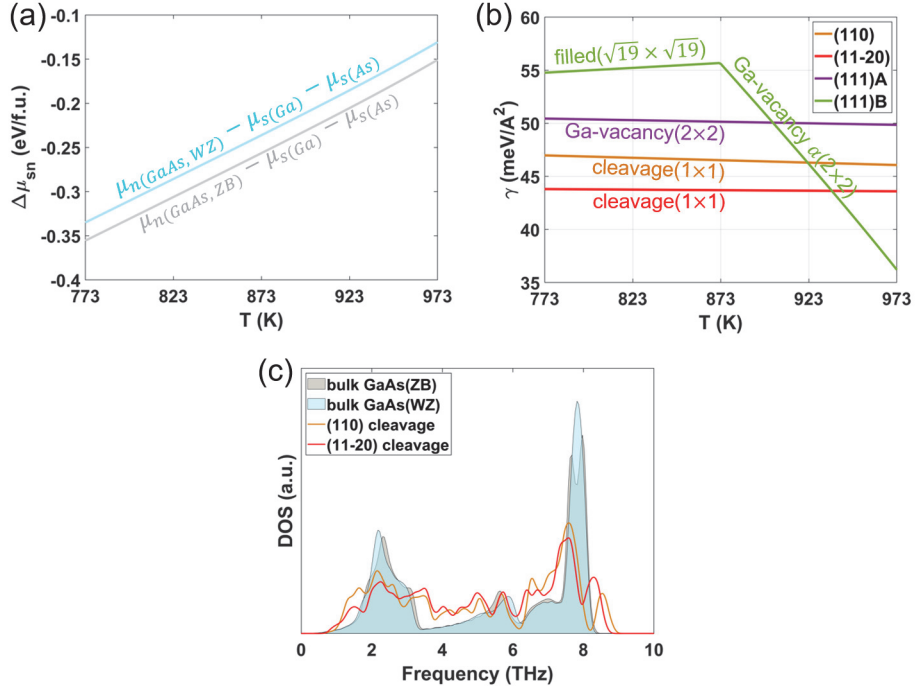 (a)
-0.1
-0.15
-0.2
-0.25
-0.3
-0.35
-0.4
Δμsn (eV/f.u.)
μn(GaAs,WZ) − μs(Ga) − μs(As)
μn(GaAs,ZB) − μs(Ga) − μs(As)
773 823 873 923 973
T (K)
(b)
60
55
50
45
40
35
γ (meV/A²)
filled(√19 × √19)
Ga-vacancy α(2×2)
Ga-vacancy(2×2)
cleavage(1×1)
cleavage(1×1)
(110)
(11-20)
(111)A
(111)B
773 823 873 923 973
T (K)
(c)
bulk GaAs(ZB)
bulk GaAs(WZ)
(110) cleavage
(11-20) cleavage
DOS (a.u.)
0 2 4 6 8 10
Frequency (THz)